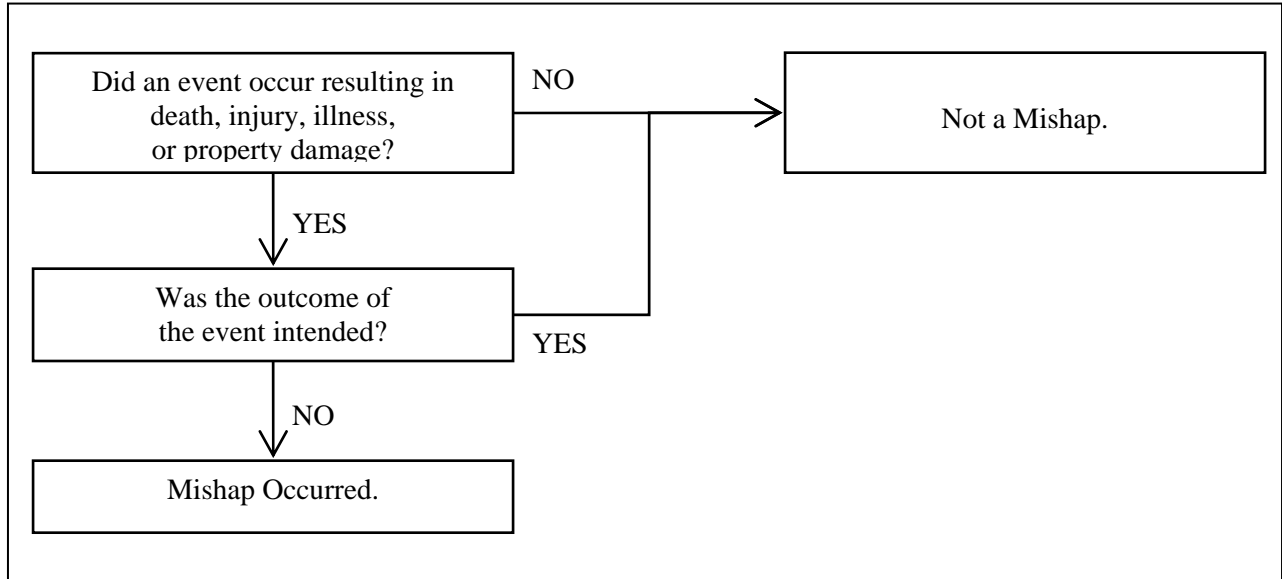 Did an event occur resulting in
death, injury, illness,
or property damage?
NO
Not a Mishap.
YES
Was the outcome of
the event intended?
YES
NO
Mishap Occurred.